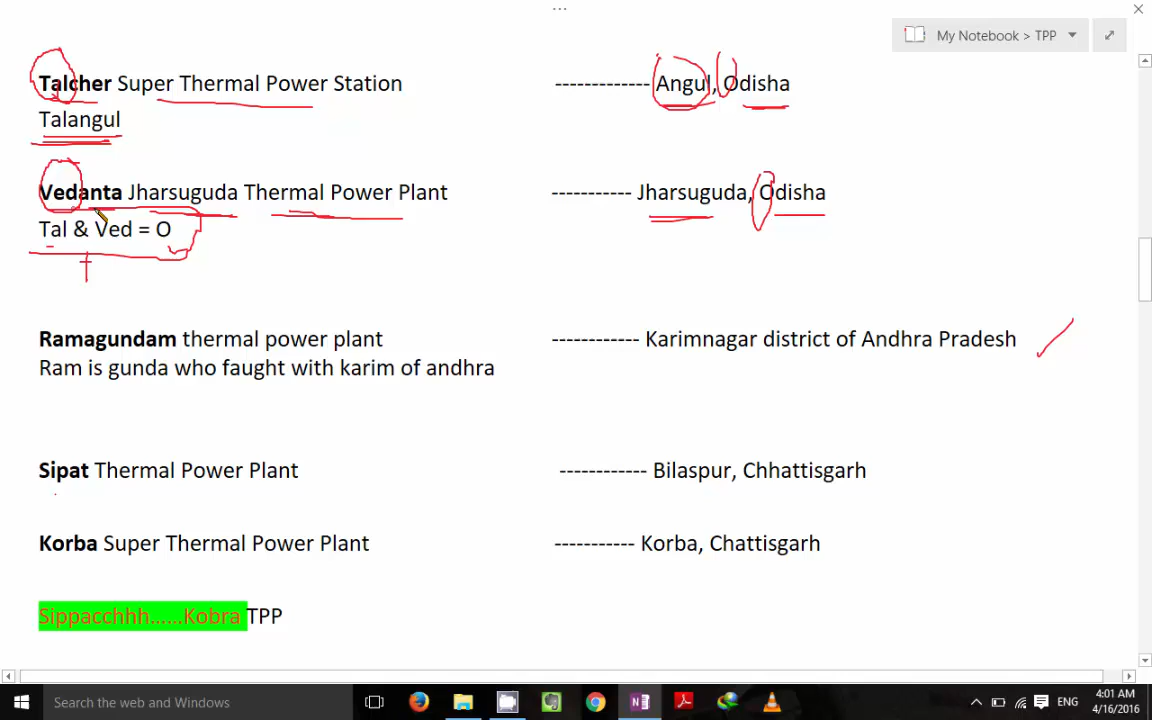 My Notebook > TPP
Talcher Super Thermal Power Station ------------ Angul, Odisha
Talangul
Vedanta Jharsuguda Thermal Power Plant ---------- Jharsuguda, Odisha
Tal & Ved = O
Ramagundam thermal power plant ------------ Karimnagar district of Andhra Pradesh
Ram is gunda who faught with karim of andhra
Sipat Thermal Power Plant ------------ Bilaspur, Chhattisgarh
Korba Super Thermal Power Plant ----------- Korba, Chattisgarh
Sippacchhh......Kobra TPP
Search the web and Windows
ENG
4:01 AM
4/16/2016